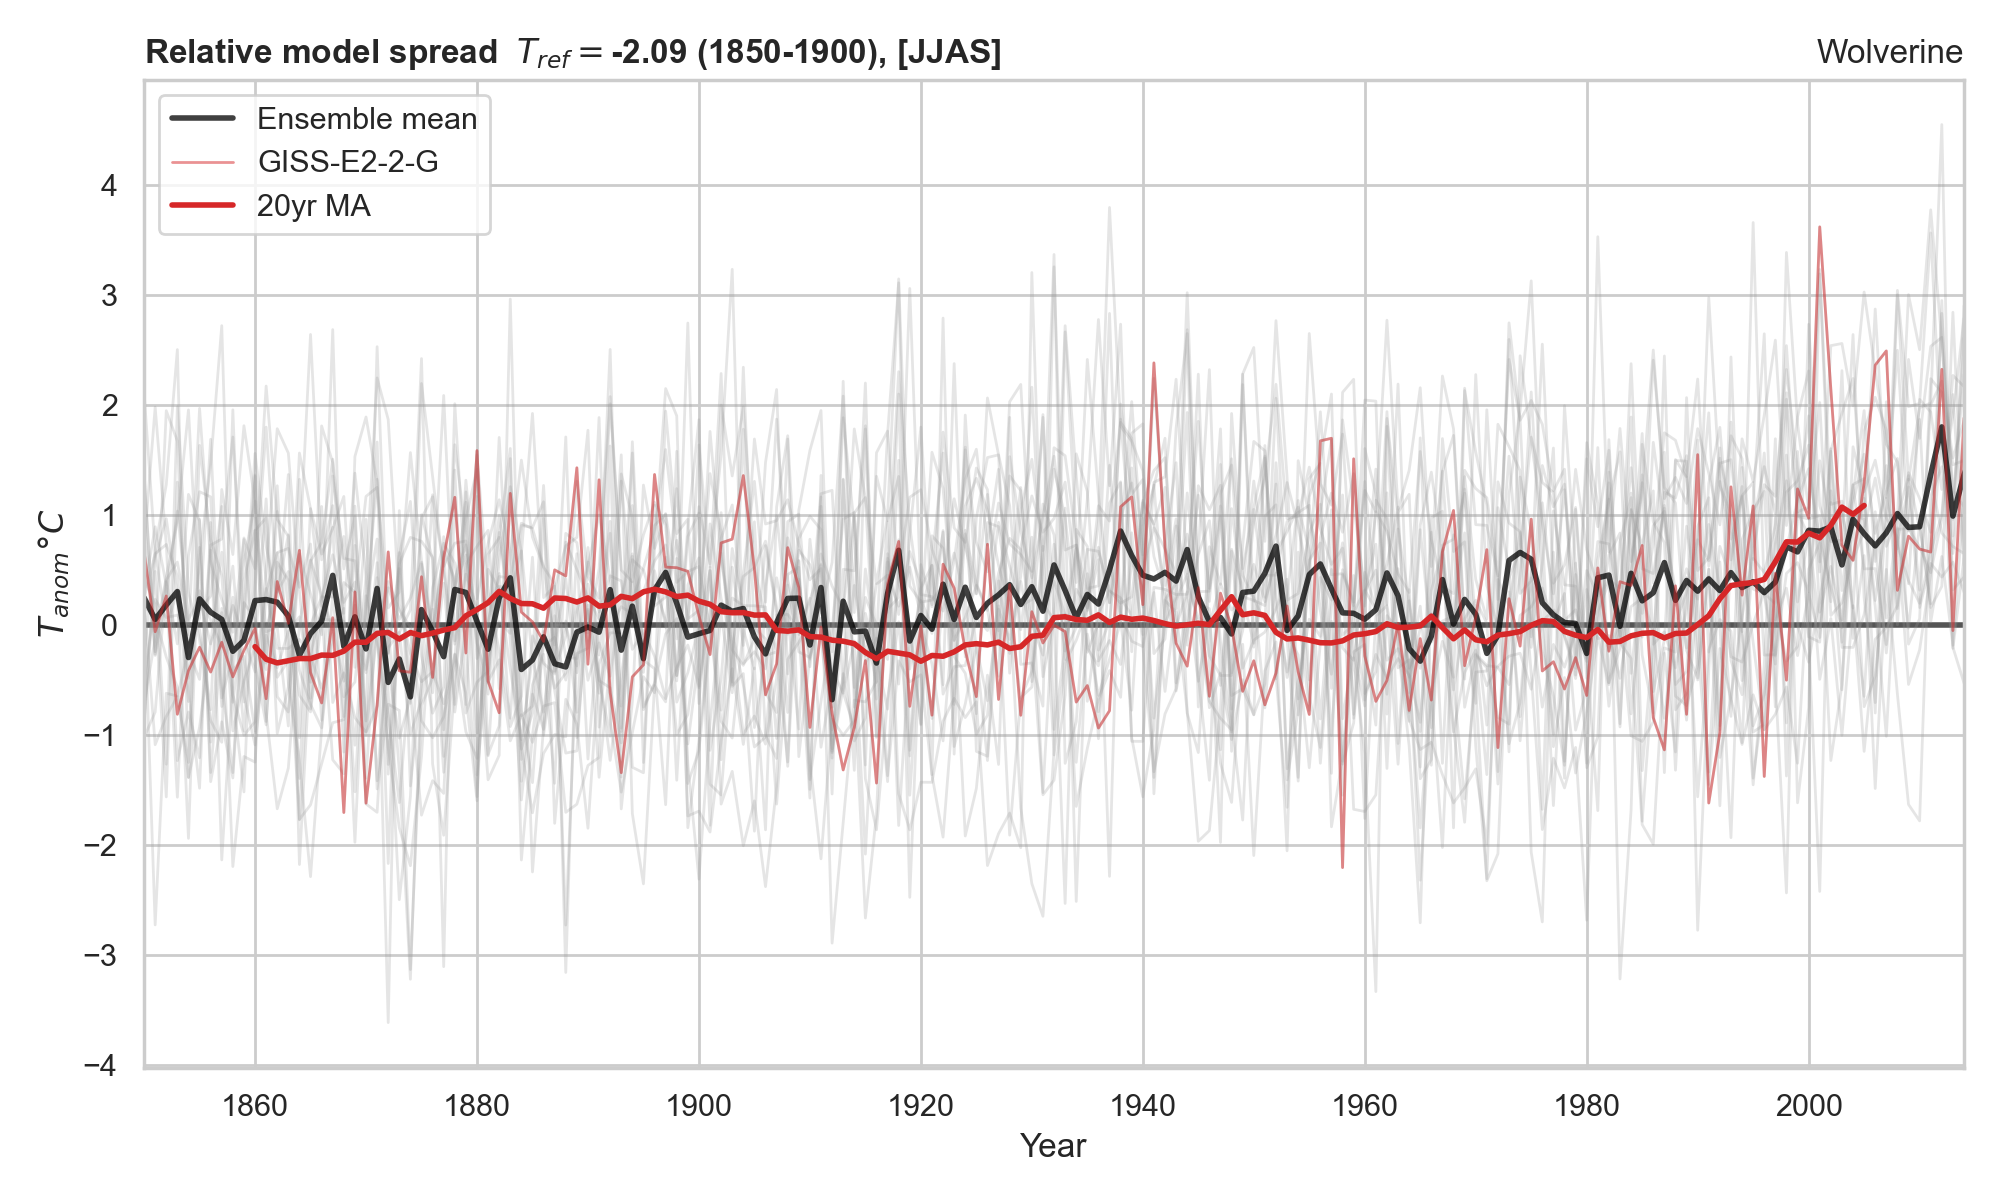 Relative model spread T_ref = -2.09 (1850-1900), [JJAS]
Wolverine
Ensemble mean
GISS-E2-2-G
20yr MA
T_anom °C
4
3
2
1
0
−1
−2
−3
−4
1860 1880 1900 1920 1940 1960 1980 2000
Year